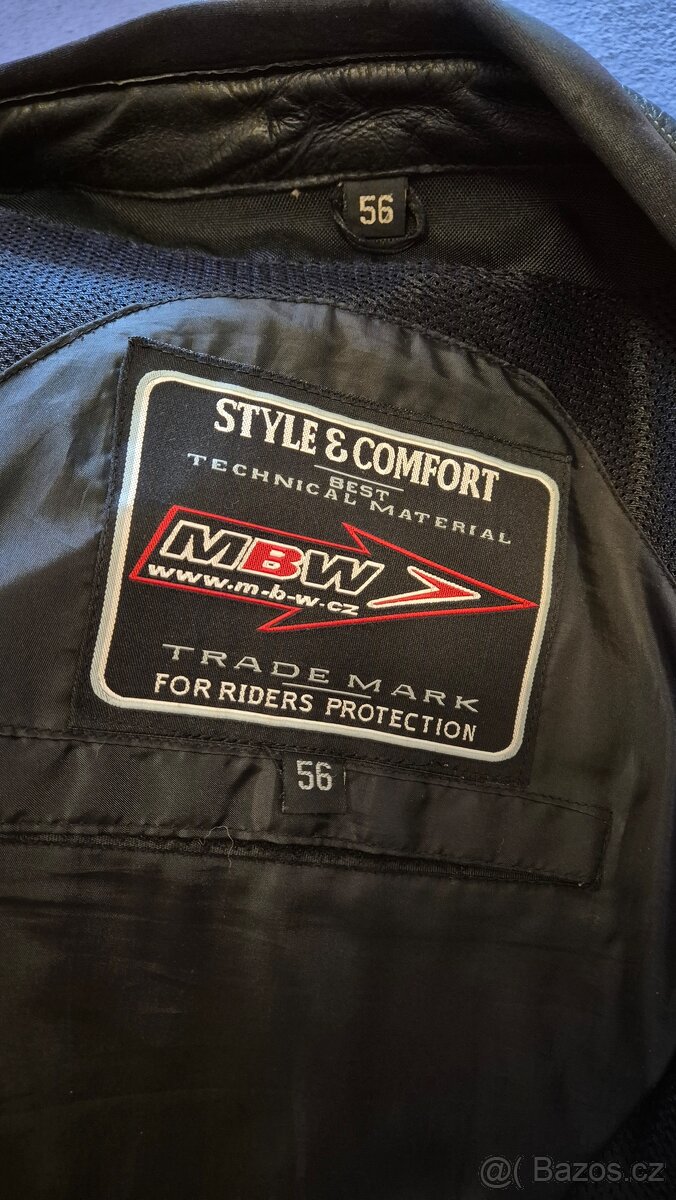 56
STYLE & COMFORT
BEST
TECHNICAL MATERIAL
MBW
www.m-b-w.cz
TRADE MARK
FOR RIDERS PROTECTION
56
@( Bazos.cz